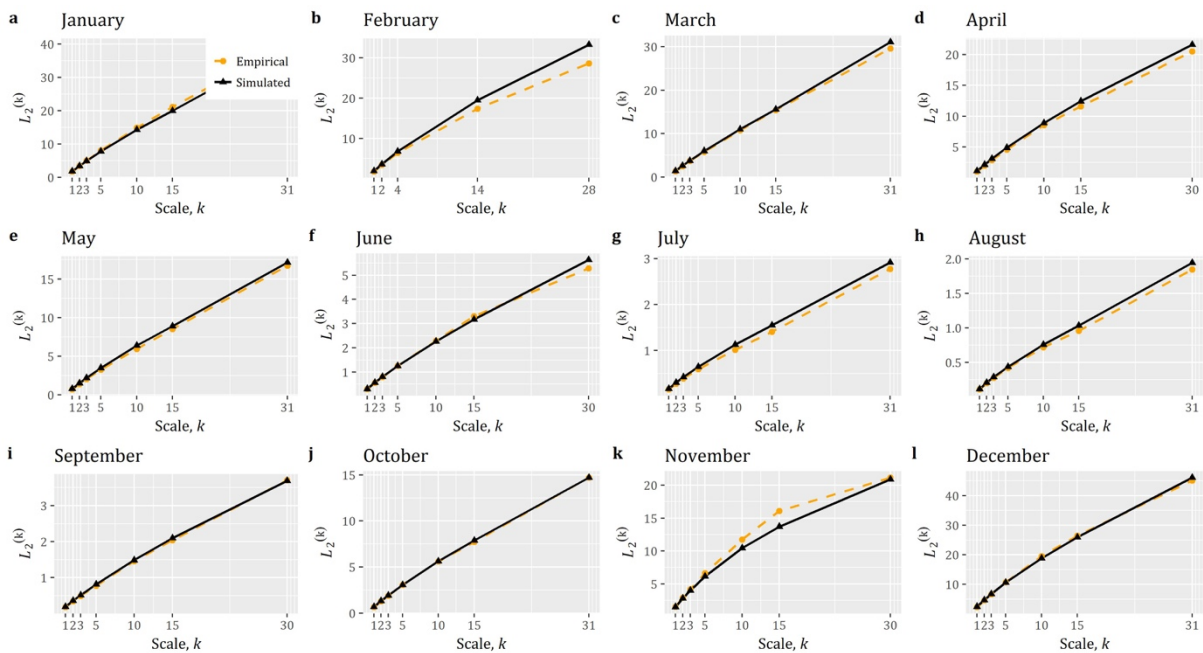 a January
40
30
20
10
0
L₂⁽ᵏ⁾
Empirical
Simulated
1 2 3 5 10 15 31
Scale, k
b February
30
20
10
L₂⁽ᵏ⁾
1 2 4 14 28
Scale, k
c March
30
20
10
0
L₂⁽ᵏ⁾
1 2 3 5 10 15 31
Scale, k
d April
20
15
10
5
L₂⁽ᵏ⁾
1 2 3 5 10 15 30
Scale, k
e May
15
10
5
0
L₂⁽ᵏ⁾
1 2 3 5 10 15 31
Scale, k
f June
5
4
3
2
1
L₂⁽ᵏ⁾
1 2 3 5 10 15 30
Scale, k
g July
3
2
1
L₂⁽ᵏ⁾
1 2 3 5 10 15 31
Scale, k
h August
2.0
1.5
1.0
0.5
L₂⁽ᵏ⁾
1 2 3 5 10 15 31
Scale, k
i September
3
2
1
L₂⁽ᵏ⁾
1 2 3 5 10 15 30
Scale, k
j October
15
10
5
0
L₂⁽ᵏ⁾
1 2 3 5 10 15 31
Scale, k
k November
20
15
10
5
L₂⁽ᵏ⁾
1 2 3 5 10 15 30
Scale, k
l December
40
30
20
10
L₂⁽ᵏ⁾
1 2 3 5 10 15 31
Scale, k